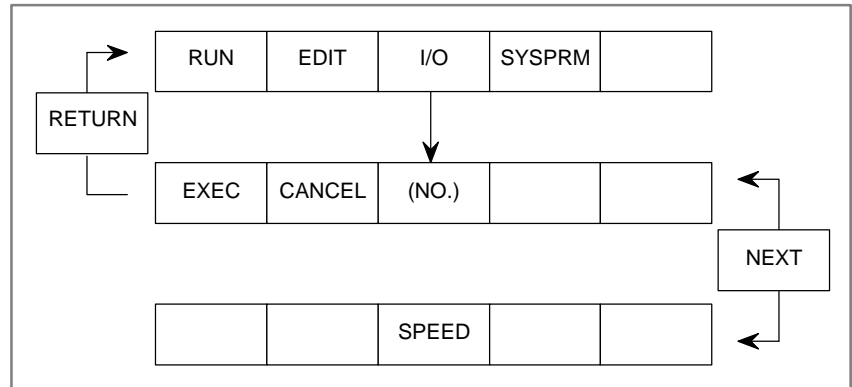 RUN EDIT I/O SYSPRM
RETURN
EXEC CANCEL (NO.)
NEXT
SPEED